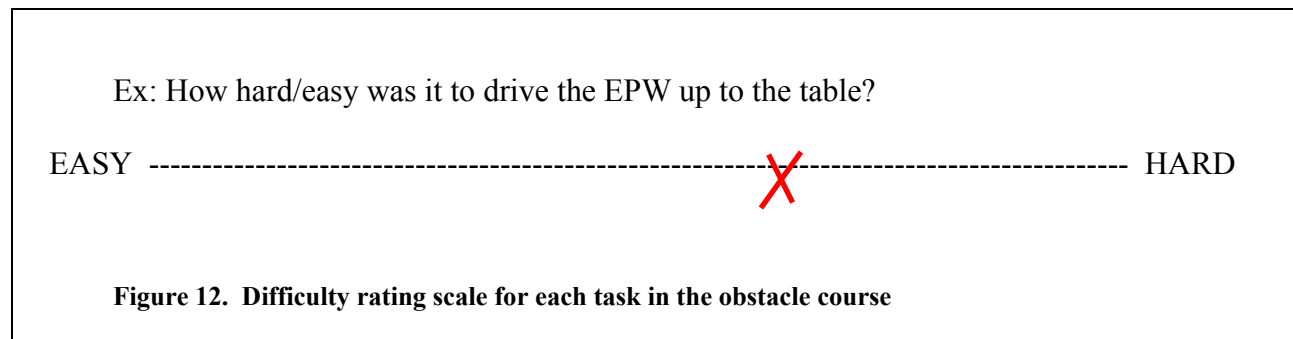 Ex: How hard/easy was it to drive the EPW up to the table?
EASY ------------------------------------------------------------------------------------------- HARD
Figure 12. Difficulty rating scale for each task in the obstacle course